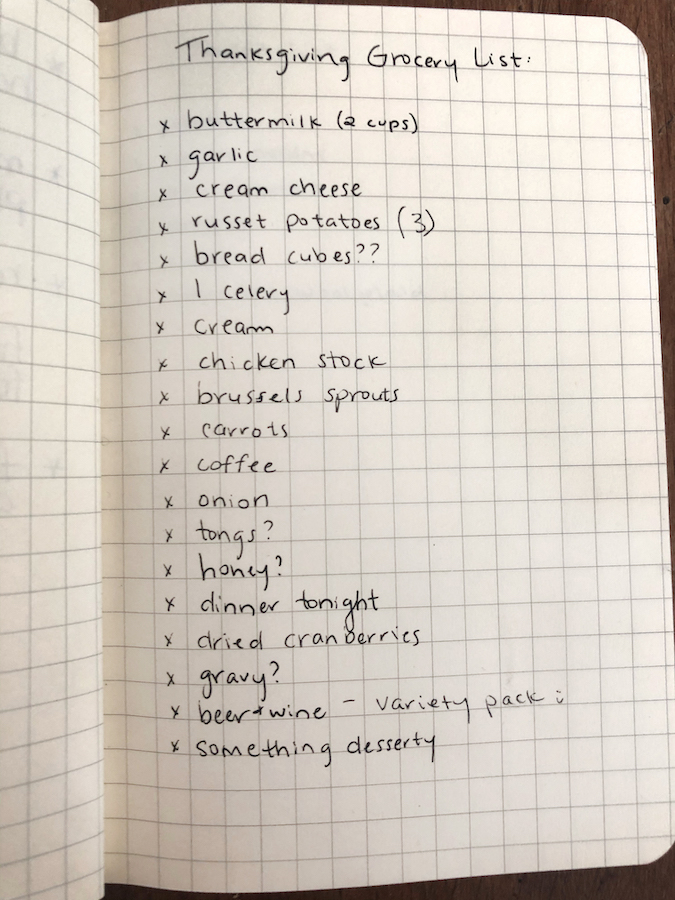 Thanksgiving Grocery List:
x buttermilk (2 cups)
x garlic
x cream cheese
x russet potatoes (3)
x bread cubes??
x 1 celery
x cream
x chicken stock
x brussels sprouts
x carrots
x coffee
x onion
x tongs?
x honey?
x dinner tonight
x dried cranberries
x gravy?
x beer+wine - variety pack :
x something desserty